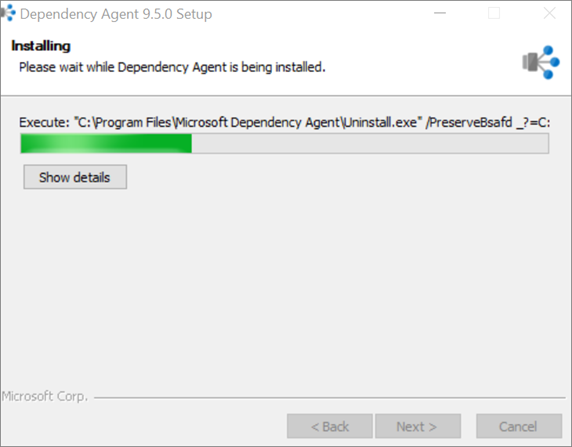 Dependency Agent 9.5.0 Setup
Installing
Please wait while Dependency Agent is being installed.
Execute: "C:\Program Files\Microsoft Dependency Agent\Uninstall.exe" /PreserveBsafd _?=C:
Show details
Microsoft Corp.
< Back
Next >
Cancel